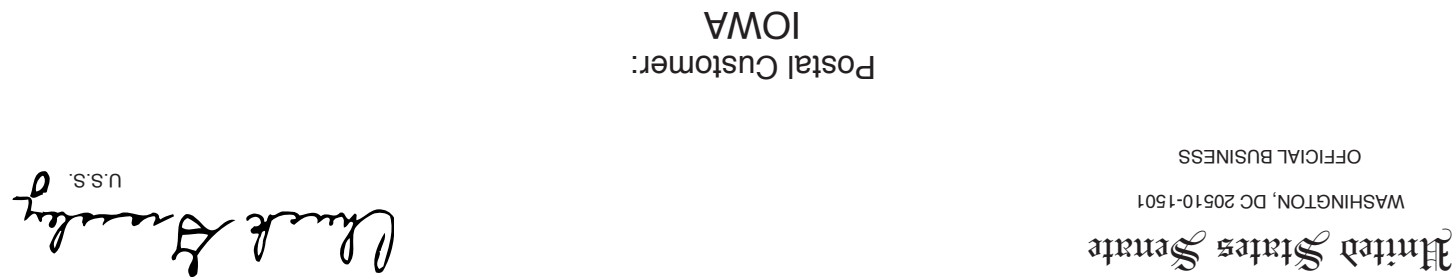 United States Senate
WASHINGTON, DC 20510-1501
OFFICIAL BUSINESS
Chuck Grassley
U.S.S.
Postal Customer:
IOWA